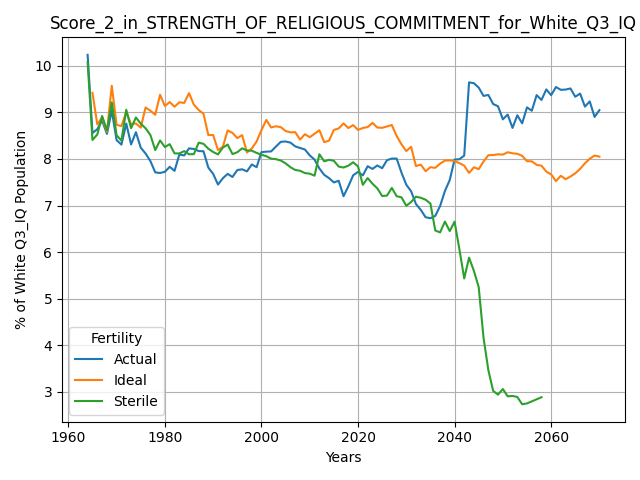 Score_2_in_STRENGTH_OF_RELIGIOUS_COMMITMENT_for_White_Q3_IQ
% of White Q3_IQ Population
10
9
8
7
6
5
4
3
Fertility
Actual
Ideal
Sterile
1960 1980 2000 2020 2040 2060
Years